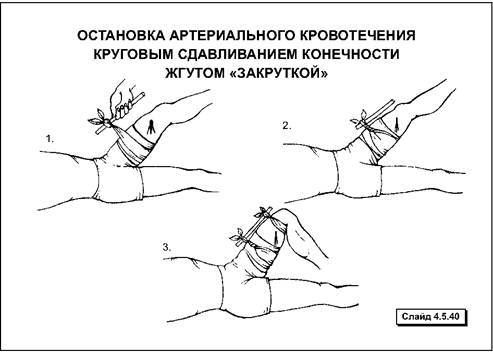 ОСТАНОВКА АРТЕРИАЛЬНОГО КРОВОТЕЧЕНИЯ
КРУГОВЫМ СДАВЛИВАНИЕМ КОНЕЧНОСТИ
ЖГУТОМ «ЗАКРУТКОЙ»
1.
2.
3.
Слайд 4.5.40